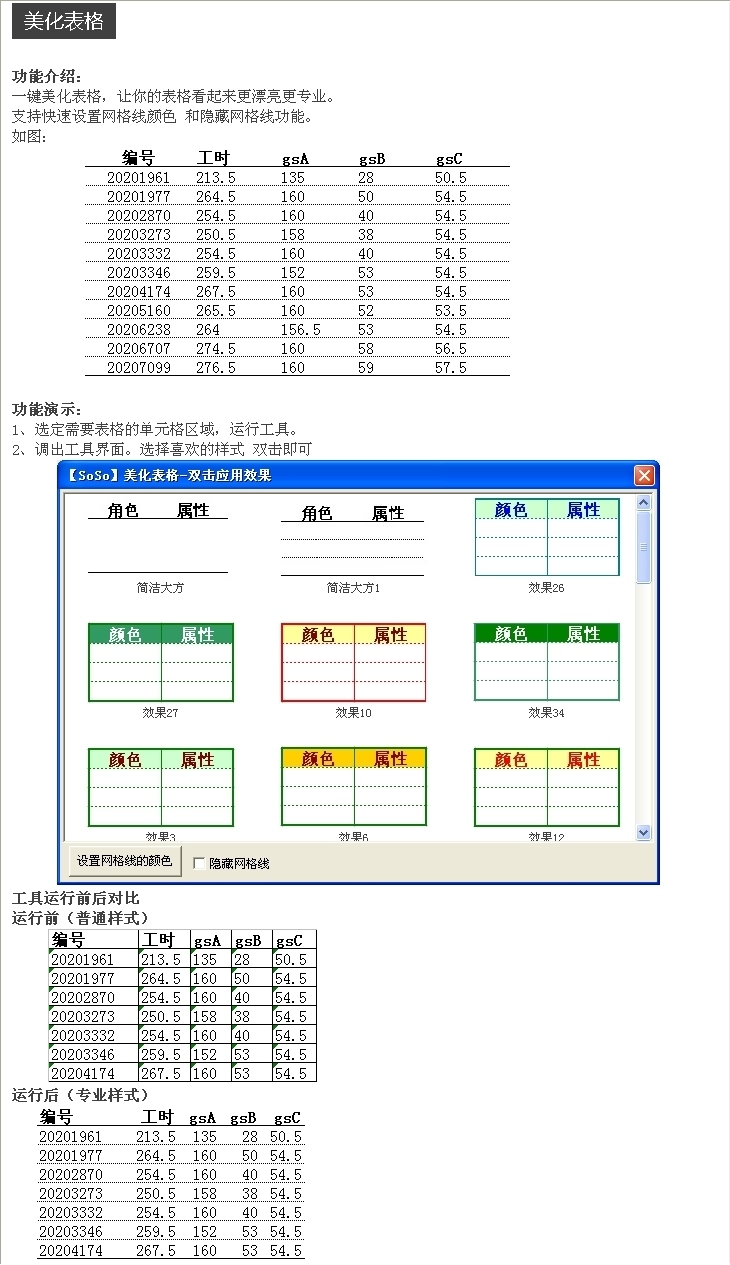 美化表格
功能介绍：
一键美化表格，让你的表格看起来更漂亮更专业。
支持快速设置网格线颜色 和隐藏网格线功能。
如图：
编号 工时 gsA gsB gsC
20201961 213.5 135 28 50.5
20201977 264.5 160 50 54.5
20202870 254.5 160 40 54.5
20203273 250.5 158 38 54.5
20203332 254.5 160 40 54.5
20203346 259.5 152 53 54.5
20204174 267.5 160 53 54.5
20205160 265.5 160 52 53.5
20206238 264 156.5 53 54.5
20206707 274.5 160 58 56.5
20207099 276.5 160 59 57.5
功能演示：
1、选定需要表格的单元格区域，运行工具。
2、调出工具界面。选择喜欢的样式 双击即可
【SoSo】美化表格—双击应用效果
角色 属性 角色 属性 颜色 属性
简洁大方 简洁大方1 效果26
颜色 属性 颜色 属性 颜色 属性
效果27 效果10 效果34
颜色 属性 颜色 属性 颜色 属性
效果3 效果6 效果12
设置网格线的颜色 隐藏网格线
工具运行前后对比
运行前（普通样式）
编号 工时 gsA gsB gsC
20201961 213.5 135 28 50.5
20201977 264.5 160 50 54.5
20202870 254.5 160 40 54.5
20203273 250.5 158 38 54.5
20203332 254.5 160 40 54.5
20203346 259.5 152 53 54.5
20204174 267.5 160 53 54.5
运行后（专业样式）
编号 工时 gsA gsB gsC
20201961 213.5 135 28 50.5
20201977 264.5 160 50 54.5
20202870 254.5 160 40 54.5
20203273 250.5 158 38 54.5
20203332 254.5 160 40 54.5
20203346 259.5 152 53 54.5
20204174 267.5 160 53 54.5